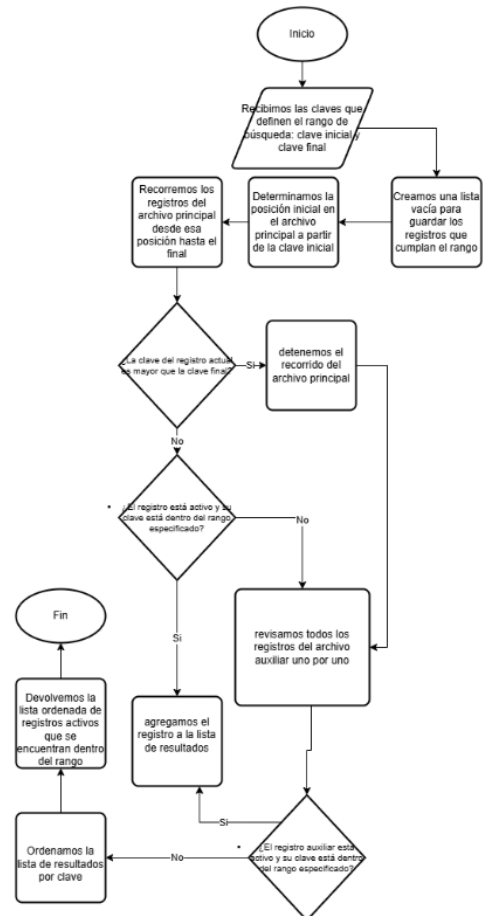 Inicio
Recibimos las claves que
definen el rango de
búsqueda: clave inicial y
clave final
Creamos una lista
vacía para
guardar los
registros que
cumplan el rango
Determinamos la
posición inicial en
el archivo
principal a partir
de la clave inicial
Recorremos los
registros del
archivo principal
desde esa
posición hasta el
final
¿La clave del registro actual
es mayor que la clave final?
Si
detenemos el
recorrido del
archivo principal
No
¿El registro está activo y su
clave está dentro del rango
especificado?
No
Si
revisamos todos los
registros del archivo
auxiliar uno por uno
agregamos el
registro a la lista
de resultados
¿El registro auxiliar está
activo y su clave está dentro
del rango especificado?
Si
No
Ordenamos la
lista de resultados
por clave
Devolvemos la
lista ordenada de
registros activos
que se
encuentran dentro
del rango
Fin